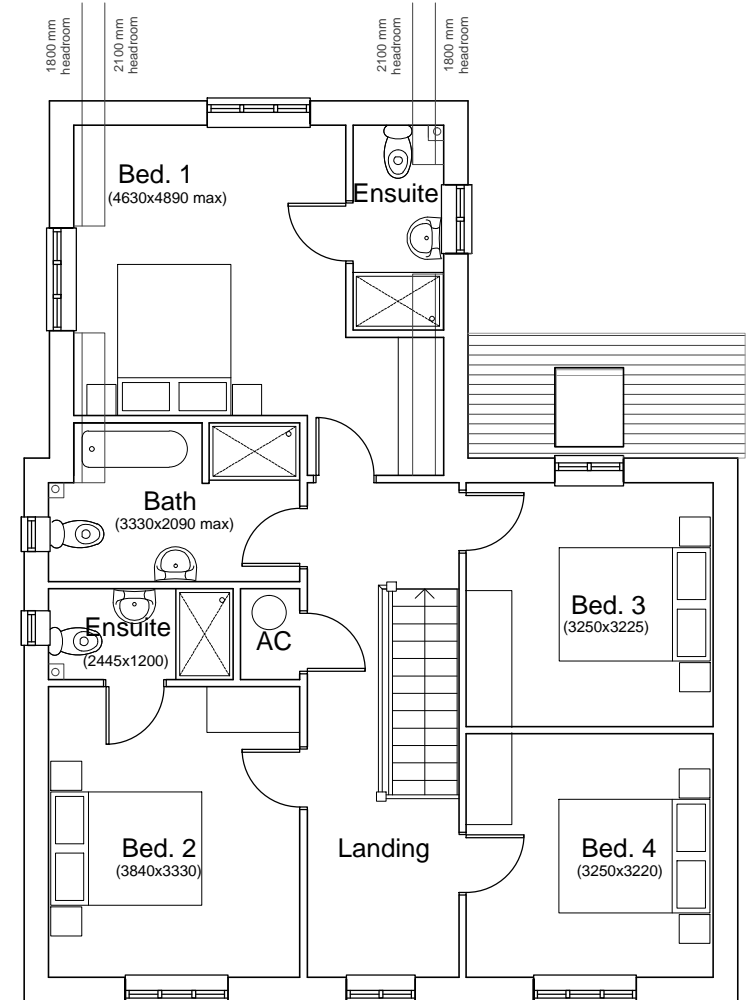 1800 mm
headroom
2100 mm
headroom
2100 mm
headroom
1800 mm
headroom
Bed. 1
(4630x4890 max)
Ensuite
Bath
(3330x2090 max)
Ensuite
(2445x1200)
AC
Bed. 3
(3250x3225)
Bed. 2
(3840x3330)
Landing
Bed. 4
(3250x3220)